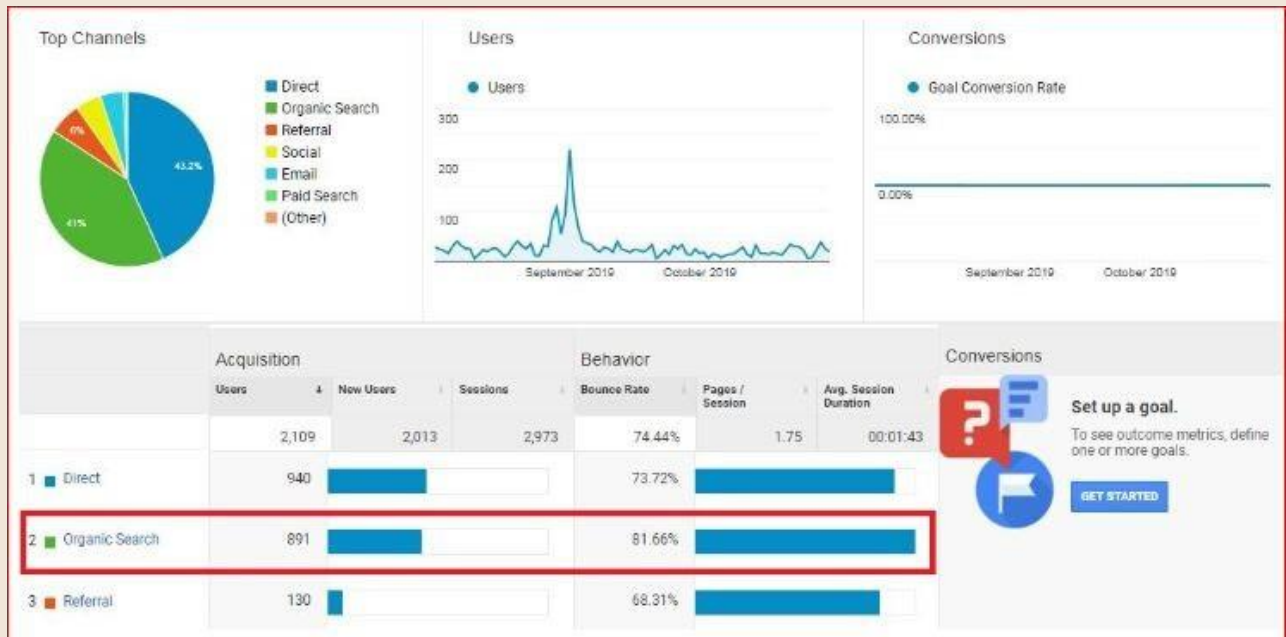 Top Channels
Direct
Organic Search
Referral
Social
Email
Paid Search
(Other)
43.2%
41%
6%
Users
Users
300
200
100
September 2019 October 2019
Conversions
Goal Conversion Rate
100.00%
0.00%
September 2019 October 2019
Acquisition Behavior Conversions
Users New Users Sessions Bounce Rate Pages / Session Avg. Session Duration
2,109 2,013 2,973 74.44% 1.75 00:01:43
1 Direct 940 73.72%
2 Organic Search 891 81.66%
3 Referral 130 68.31%
Set up a goal.
To see outcome metrics, define
one or more goals.
GET STARTED